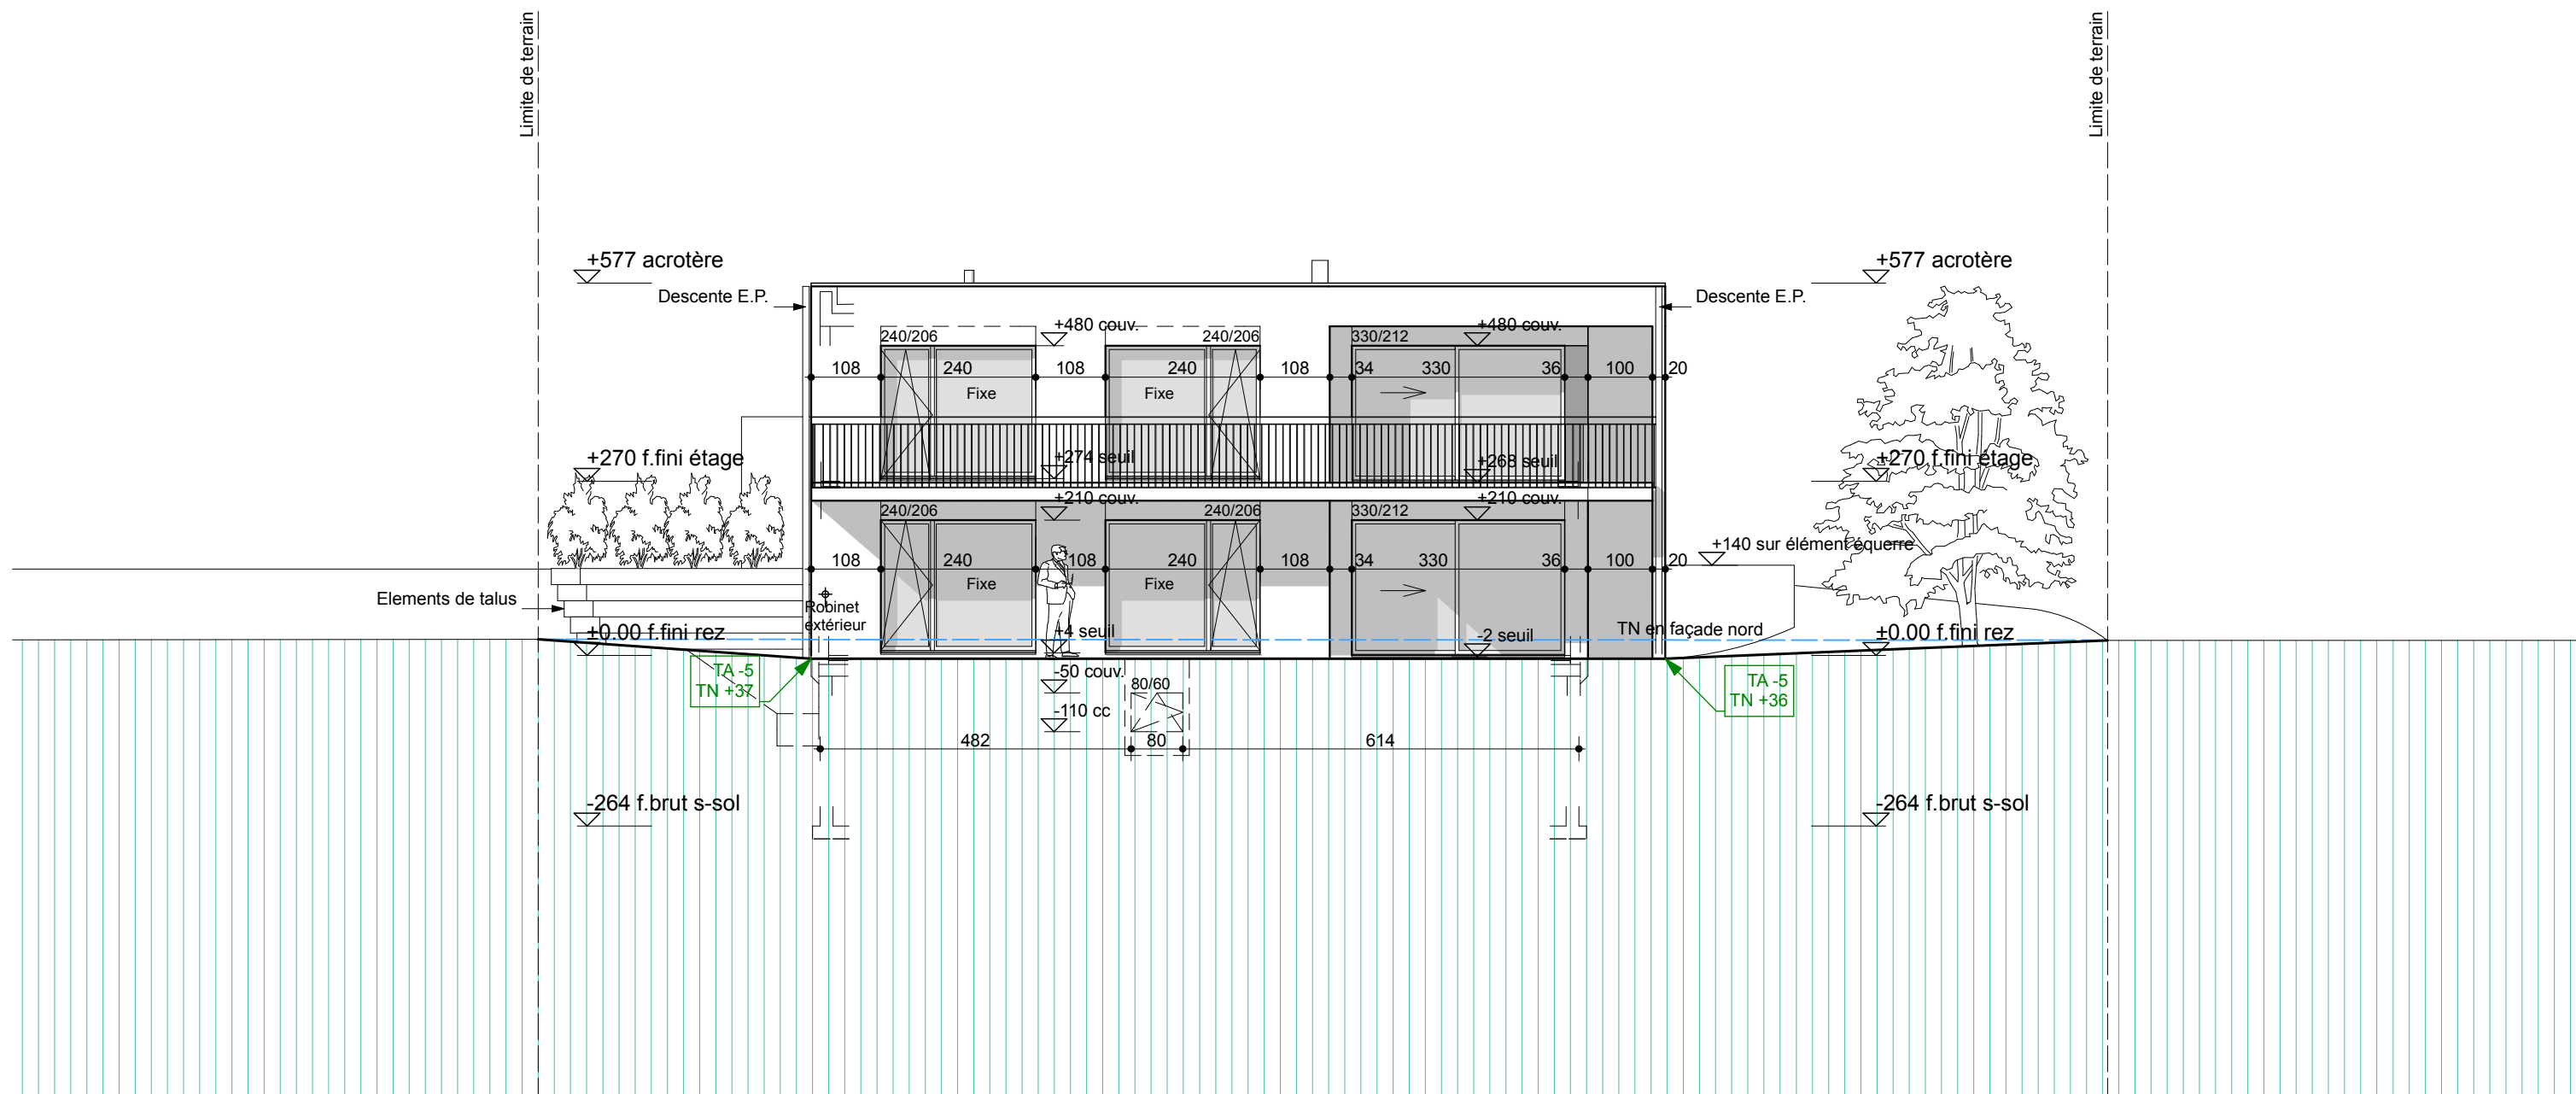 Limite de terrain
Limite de terrain
+577 acrotère
+577 acrotère
Descente E.P.
Descente E.P.
+480 couv.
+480 couv.
240/206
240/206
330/212
108
240
108
240
108
34
330
36
100
20
Fixe
Fixe
+270 f.fini étage
+274 seuil
+268 seuil
+270 f.fini étage
+210 couv.
+210 couv.
240/206
240/206
330/212
+140 sur élément équerre
108
240
108
240
108
34
330
36
100
20
Fixe
Fixe
Elements de talus
Robinet
extérieur
±0.00 f.fini rez
+4 seuil
-2 seuil
TN en façade nord
±0.00 f.fini rez
TA -5
TN +37
-50 couv.
80/60
TA -5
TN +36
-110 cc
482
80
614
-264 f.brut s-sol
-264 f.brut s-sol